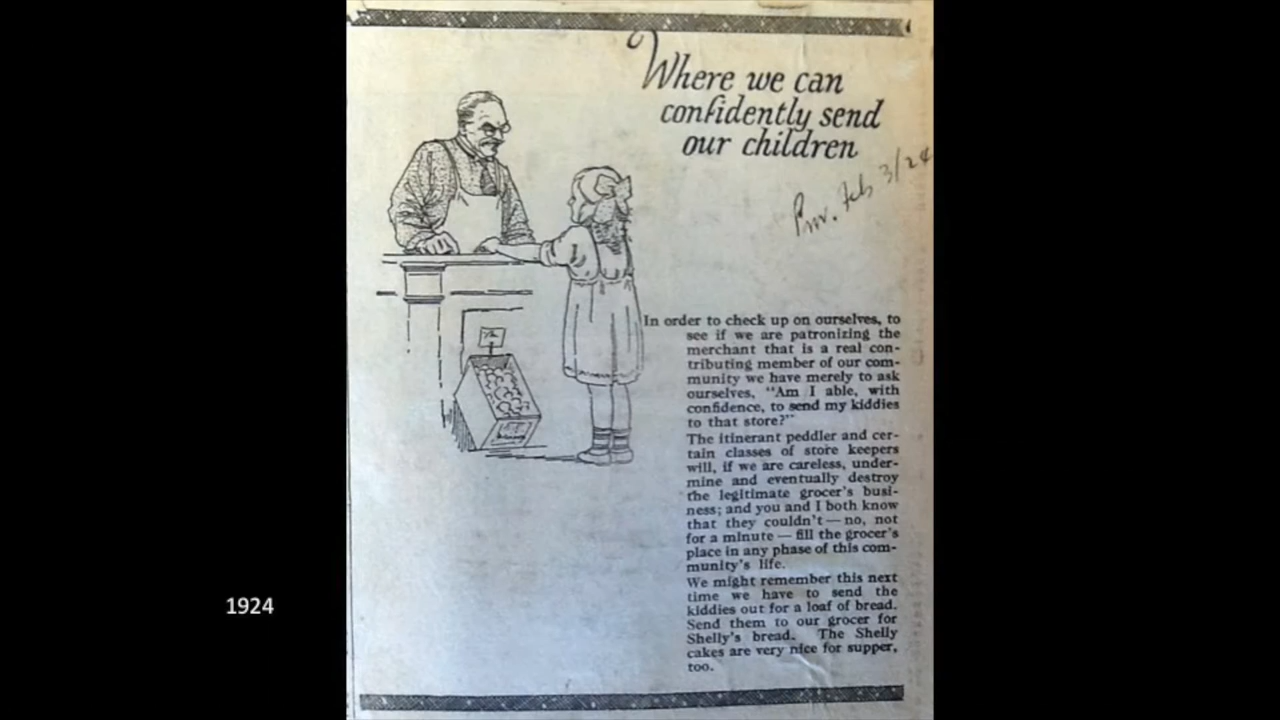 Where we can
confidently send
our children
Prov. Feb 3/24
In order to check up on ourselves, to
see if we are patronizing the
merchant that is a real con-
tributing member of our com-
munity we have merely to ask
ourselves, "Am I able, with
confidence, to send my kiddies
to that store?"
The itinerant peddler and cer-
tain classes of store keepers
will, if we are careless, under-
mine and eventually destroy
the legitimate grocer's busi-
ness; and you and I both know
that they couldn't — no, not
for a minute — fill the grocer's
place in any phase of this com-
munity's life.
We might remember this next
time we have to send the
kiddies out for a loaf of bread.
Send them to our grocer for
Shelly's bread. The Shelly
cakes are very nice for supper,
too.
1924